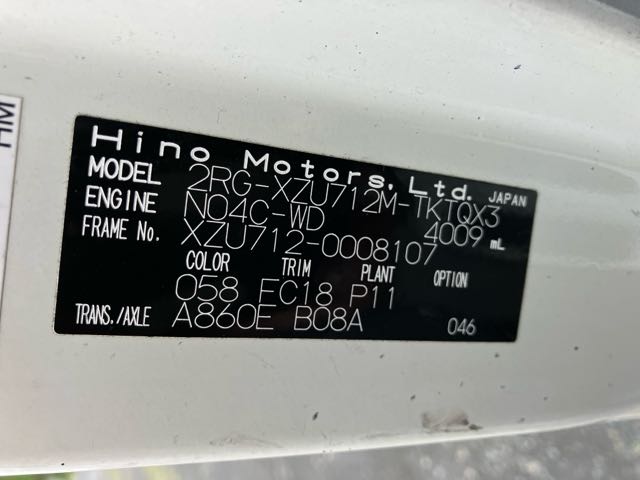 HM
Hino Motors, Ltd. JAPAN
MODEL 2RG-XZU712M-TKTQX3
ENGINE N04C-WD 4009 mL
FRAME No. XZU712-0008107
COLOR TRIM PLANT OPTION
058 FC18 P11
TRANS./AXLE A860E B08A 046